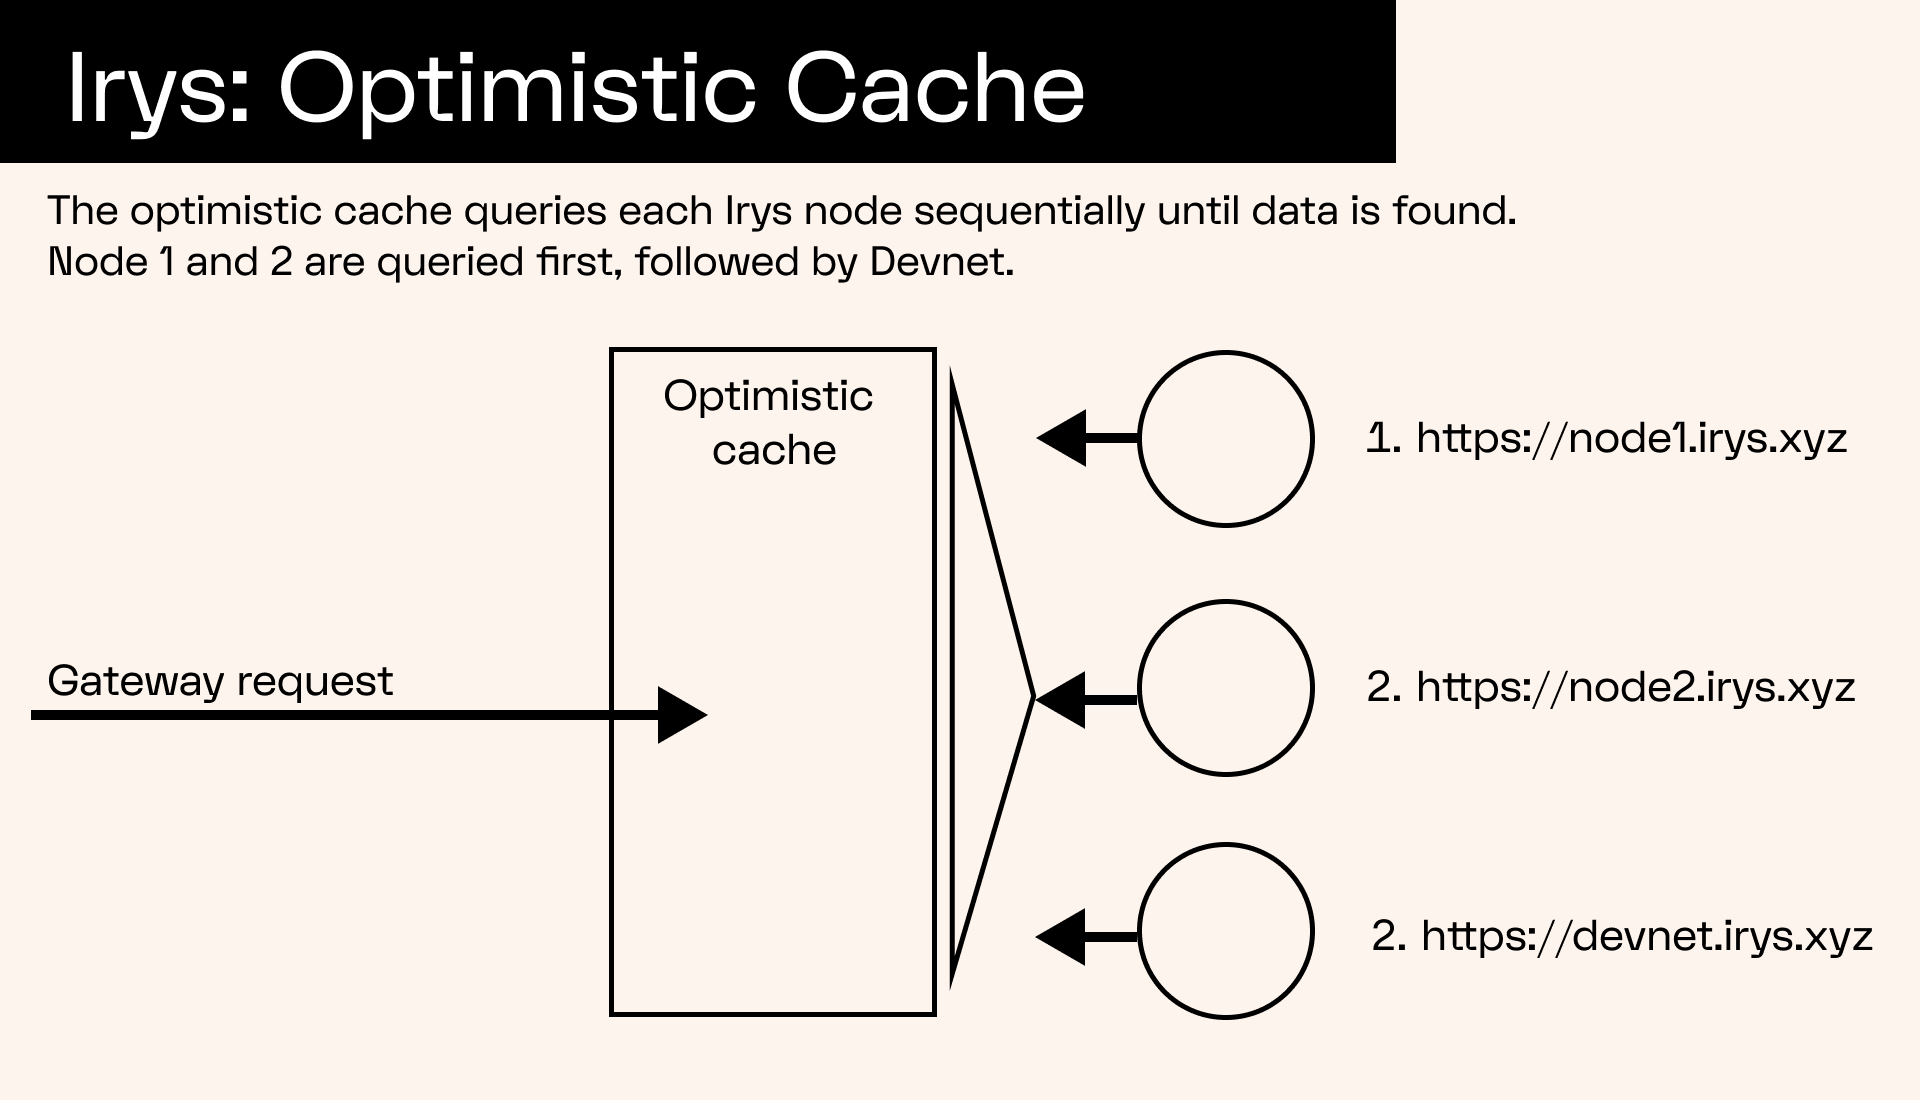 Irys: Optimistic Cache
The optimistic cache queries each Irys node sequentially until data is found.
Node 1 and 2 are queried first, followed by Devnet.
Optimistic
cache
Gateway request
1. https://node1.irys.xyz
2. https://node2.irys.xyz
2. https://devnet.irys.xyz